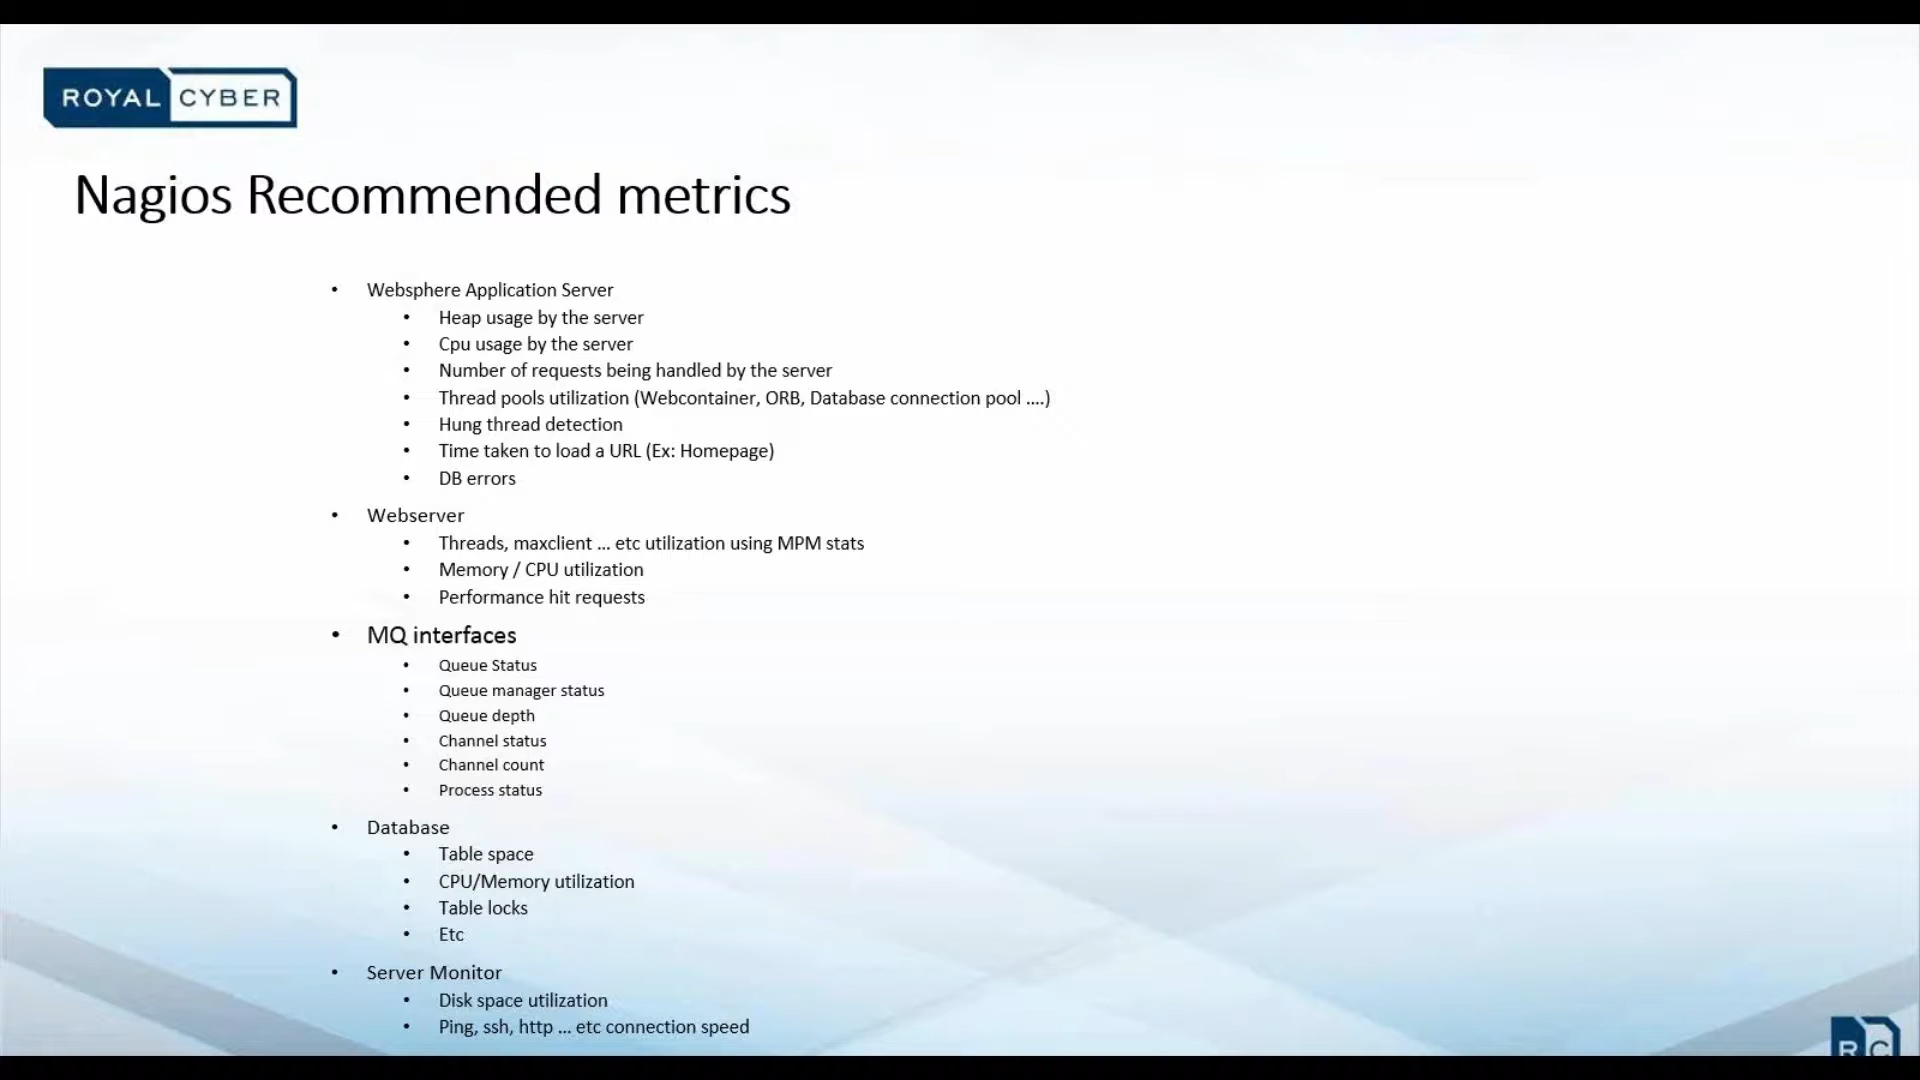 ROYAL CYBER
Nagios Recommended metrics
• Websphere Application Server
• Heap usage by the server
• Cpu usage by the server
• Number of requests being handled by the server
• Thread pools utilization (Webcontainer, ORB, Database connection pool ....)
• Hung thread detection
• Time taken to load a URL (Ex: Homepage)
• DB errors
• Webserver
• Threads, maxclient ... etc utilization using MPM stats
• Memory / CPU utilization
• Performance hit requests
• MQ interfaces
• Queue Status
• Queue manager status
• Queue depth
• Channel status
• Channel count
• Process status
• Database
• Table space
• CPU/Memory utilization
• Table locks
• Etc
• Server Monitor
• Disk space utilization
• Ping, ssh, http ... etc connection speed
RC